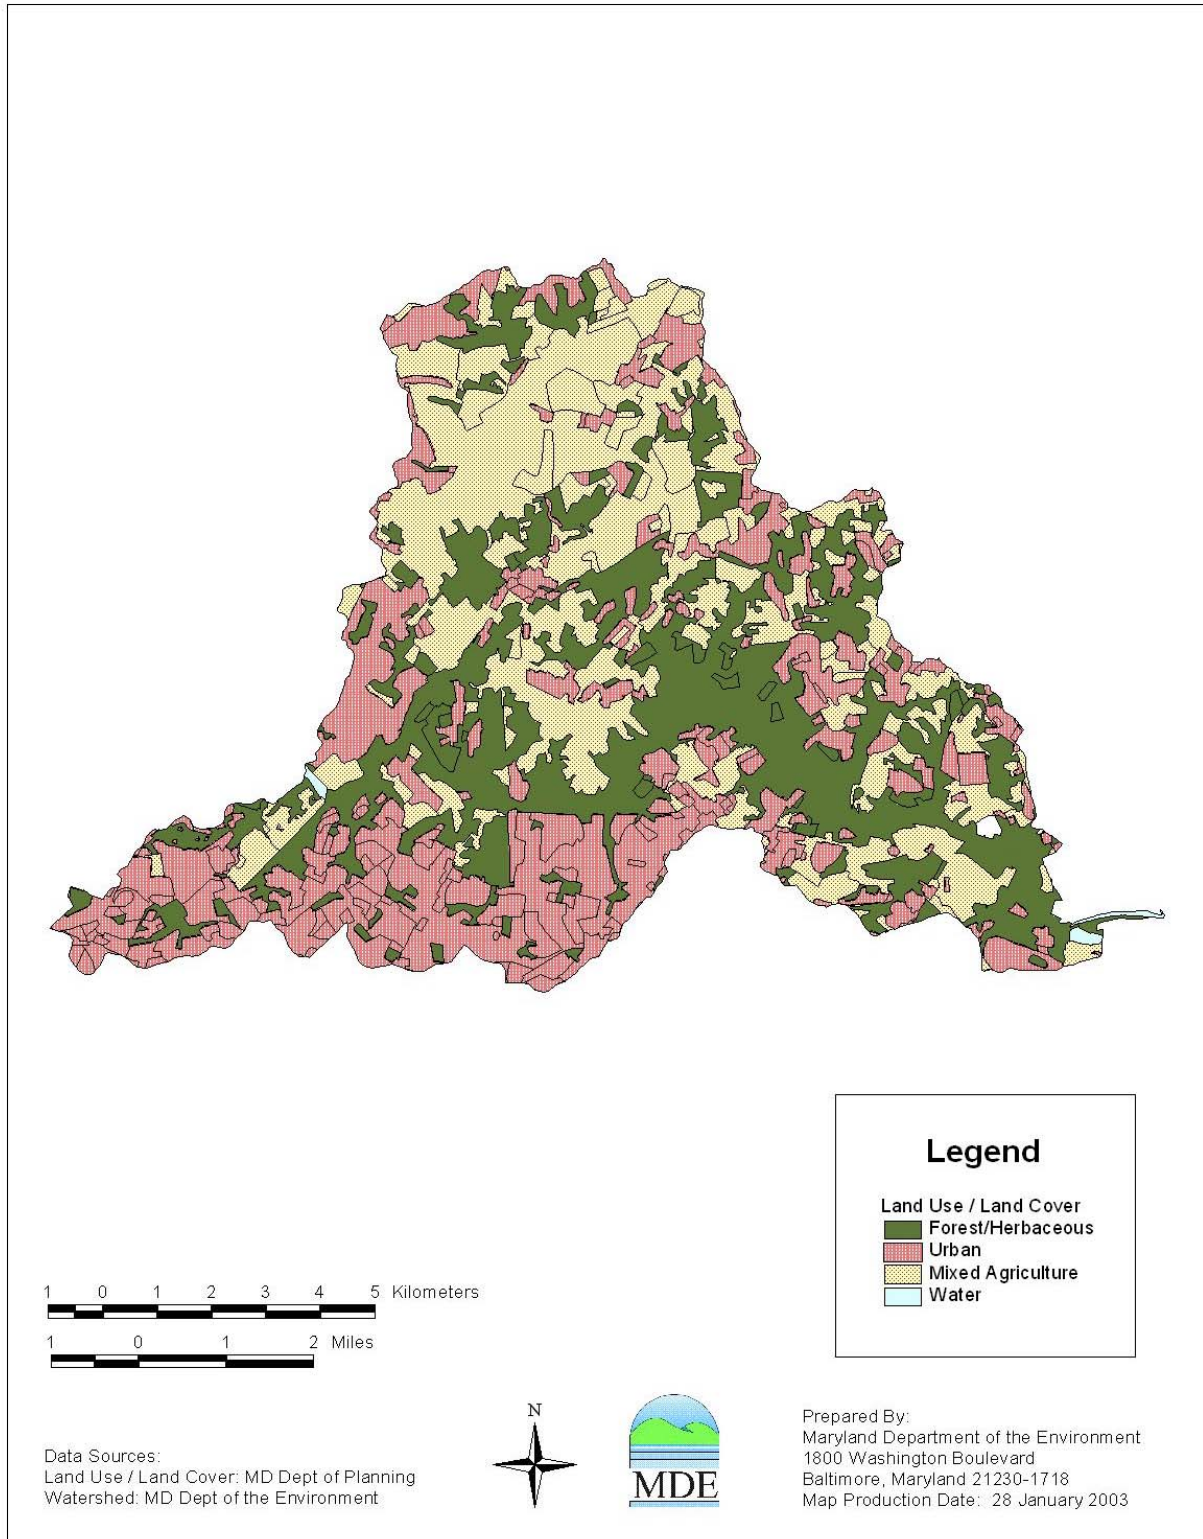 Legend
Land Use / Land Cover
Forest/Herbaceous
Urban
Mixed Agriculture
Water
1 0 1 2 3 4 5 Kilometers
1 0 1 2 Miles
N
MDE
Data Sources:
Land Use / Land Cover: MD Dept of Planning
Watershed: MD Dept of the Environment
Prepared By:
Maryland Department of the Environment
1800 Washington Boulevard
Baltimore, Maryland 21230-1718
Map Production Date: 28 January 2003